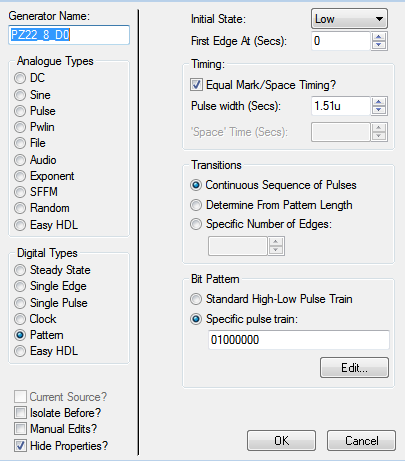 Generator Name:
PZ22_8_D0
Analogue Types
DC
Sine
Pulse
Pwlin
File
Audio
Exponent
SFFM
Random
Easy HDL
Digital Types
Steady State
Single Edge
Single Pulse
Clock
Pattern
Easy HDL
Current Source?
Isolate Before?
Manual Edits?
Hide Properties?
Initial State: Low
First Edge At (Secs): 0
Timing:
Equal Mark/Space Timing?
Pulse width (Secs): 1.51u
'Space' Time (Secs):
Transitions
Continuous Sequence of Pulses
Determine From Pattern Length
Specific Number of Edges:
Bit Pattern
Standard High-Low Pulse Train
Specific pulse train:
01000000
Edit...
OK Cancel